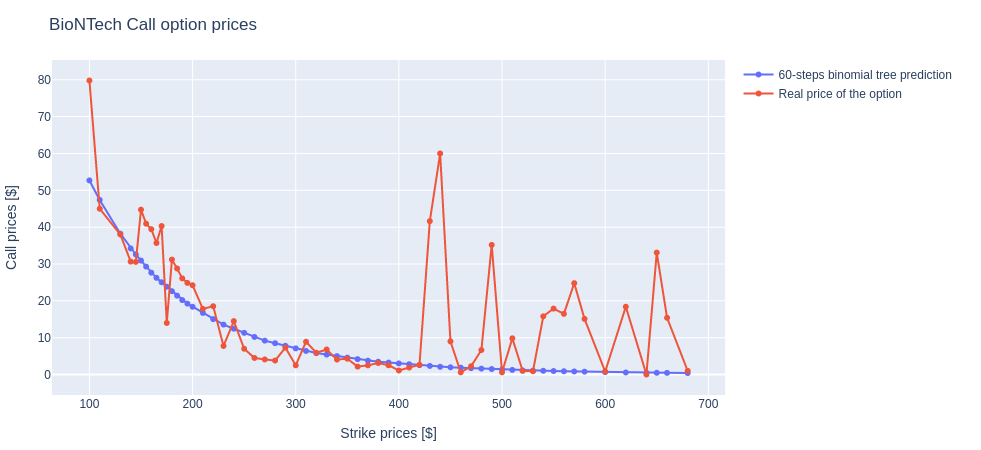 BioNTech Call option prices
60-steps binomial tree prediction
Real price of the option
80
70
60
50
40
30
20
10
0
100 200 300 400 500 600 700
Call prices [$]
Strike prices [$]